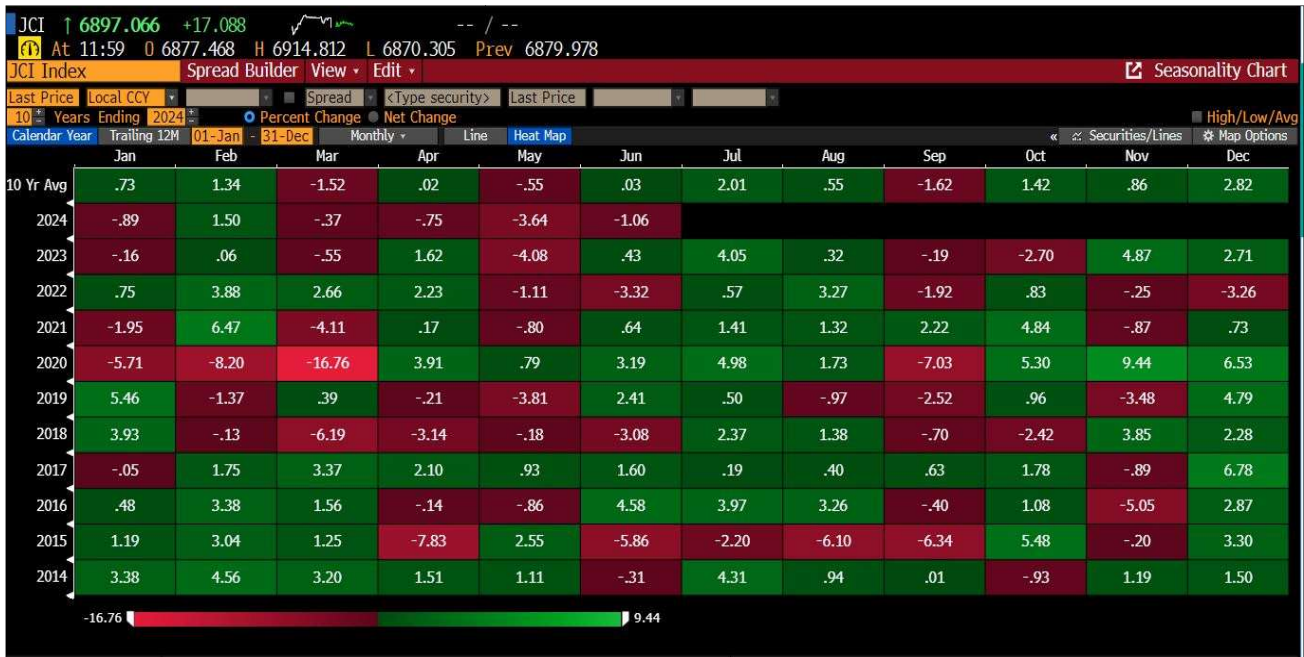 JCI ↑ 6897.066 +17.088 -- / --
At 11:59 O 6877.468 H 6914.812 L 6870.305 Prev 6879.978
JCI Index Spread Builder View Edit Seasonality Chart
Last Price Local CCY Spread <Type security> Last Price
10 Years Ending 2024 Percent Change Net Change High/Low/Avg
Calendar Year Trailing 12M 01-Jan - 31-Dec Monthly Line Heat Map « Securities/Lines Map Options
Jan Feb Mar Apr May Jun Jul Aug Sep Oct Nov Dec
10 Yr Avg .73 1.34 -1.52 .02 -.55 .03 2.01 .55 -1.62 1.42 .86 2.82
2024 -.89 1.50 -.37 -.75 -3.64 -1.06
2023 -.16 .06 -.55 1.62 -4.08 .43 4.05 .32 -.19 -2.70 4.87 2.71
2022 .75 3.88 2.66 2.23 -1.11 -3.32 .57 3.27 -1.92 .83 -.25 -3.26
2021 -1.95 6.47 -4.11 .17 -.80 .64 1.41 1.32 2.22 4.84 -.87 .73
2020 -5.71 -8.20 -16.76 3.91 .79 3.19 4.98 1.73 -7.03 5.30 9.44 6.53
2019 5.46 -1.37 .39 -.21 -3.81 2.41 .50 -.97 -2.52 .96 -3.48 4.79
2018 3.93 -.13 -6.19 -3.14 -.18 -3.08 2.37 1.38 -.70 -2.42 3.85 2.28
2017 -.05 1.75 3.37 2.10 .93 1.60 .19 .40 .63 1.78 -.89 6.78
2016 .48 3.38 1.56 -.14 -.86 4.58 3.97 3.26 -.40 1.08 -5.05 2.87
2015 1.19 3.04 1.25 -7.83 2.55 -5.86 -2.20 -6.10 -6.34 5.48 -.20 3.30
2014 3.38 4.56 3.20 1.51 1.11 -.31 4.31 .94 .01 -.93 1.19 1.50
-16.76 9.44